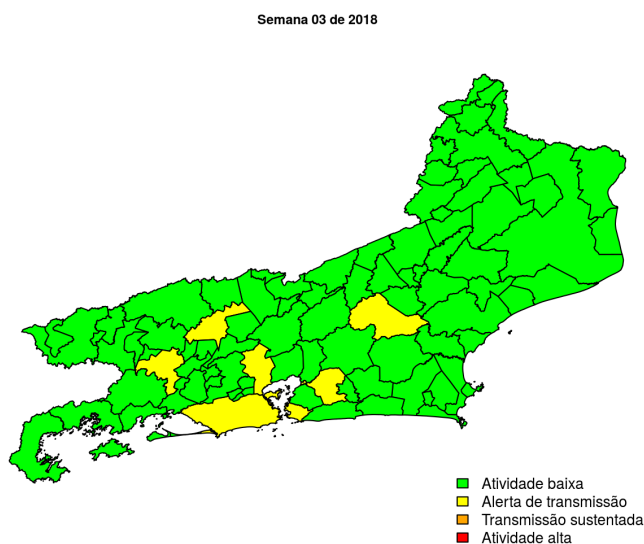 Semana 03 de 2018
Atividade baixa
Alerta de transmissão
Transmissão sustentada
Atividade alta